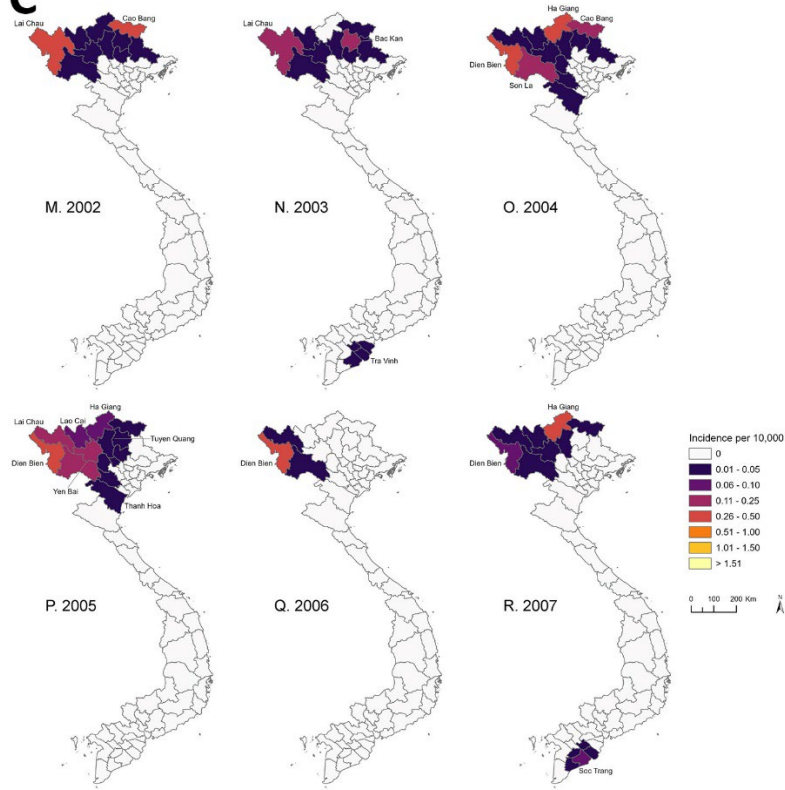 C
Lai Chau
Cao Bang
M. 2002
Lai Chau
Bac Kan
N. 2003
Tra Vinh
Ha Giang
Cao Bang
Dien Bien
Son La
O. 2004
Ha Giang
Lai Chau
Lao Cai
Tuyen Quang
Dien Bien
Yen Bai
Thanh Hoa
P. 2005
Dien Bien
Q. 2006
Ha Giang
Dien Bien
R. 2007
Soc Trang
Incidence per 10,000
0
0.01 - 0.05
0.06 - 0.10
0.11 - 0.25
0.26 - 0.50
0.51 - 1.00
1.01 - 1.50
> 1.51
0 100 200 Km
N